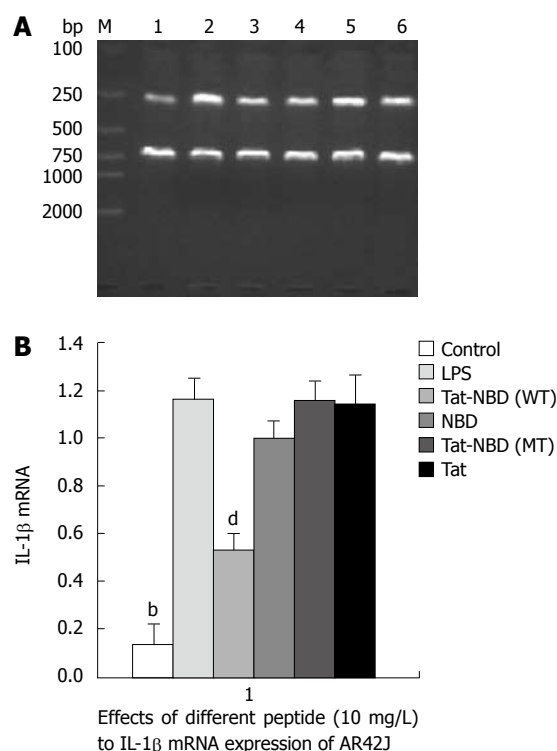 A
bp M 1 2 3 4 5 6
100
250
500
750
1000
2000
B
1.4
1.2
1.0
0.8
0.6
0.4
0.2
0.0
IL-1β mRNA
b
d
Control
LPS
Tat-NBD (WT)
NBD
Tat-NBD (MT)
Tat
1
Effects of different peptide (10 mg/L)
to IL-1β mRNA expression of AR42J